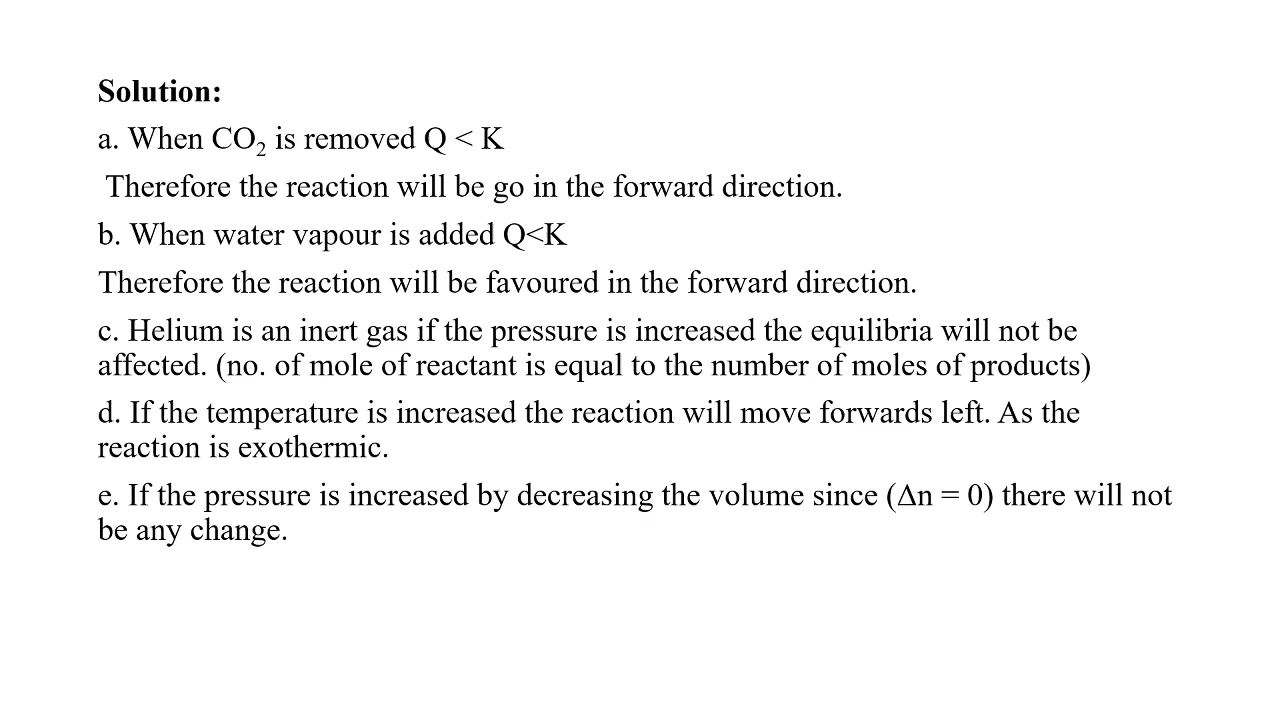 Solution:
a. When CO₂ is removed Q < K
Therefore the reaction will be go in the forward direction.
b. When water vapour is added Q<K
Therefore the reaction will be favoured in the forward direction.
c. Helium is an inert gas if the pressure is increased the equilibria will not be
affected. (no. of mole of reactant is equal to the number of moles of products)
d. If the temperature is increased the reaction will move forwards left. As the
reaction is exothermic.
e. If the pressure is increased by decreasing the volume since (Δn = 0) there will not
be any change.